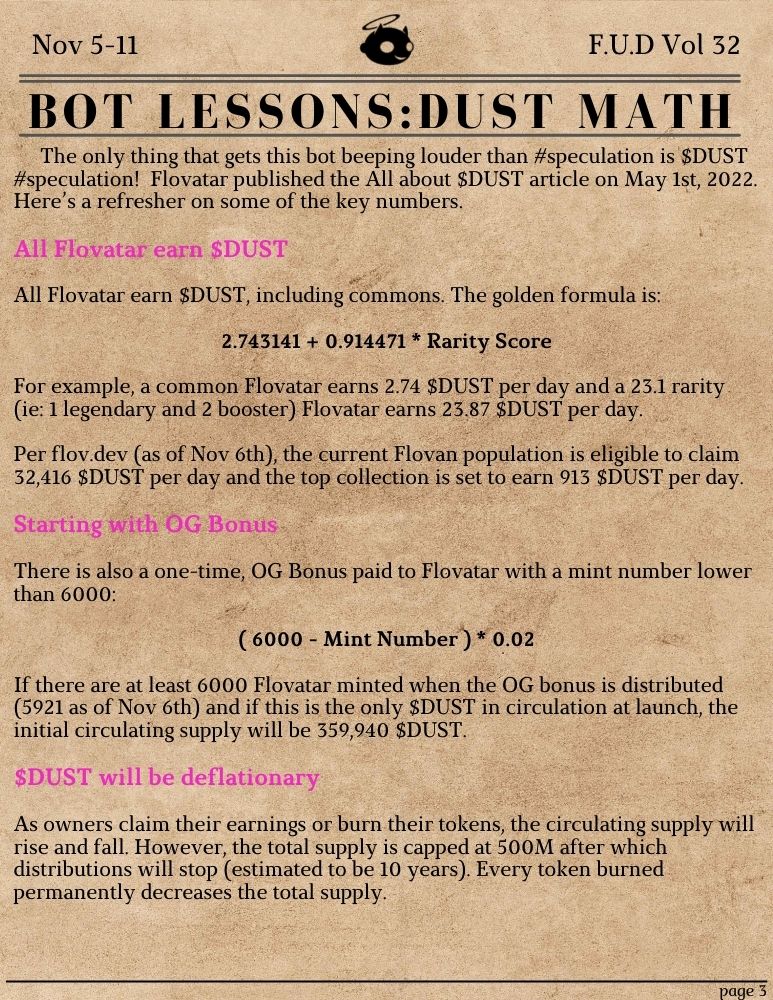 Nov 5-11
F.U.D Vol 32
BOT LESSONS:DUST MATH
The only thing that gets this bot beeping louder than #speculation is $DUST
#speculation! Flovatar published the All about $DUST article on May 1st, 2022.
Here's a refresher on some of the key numbers.
All Flovatar earn $DUST
All Flovatar earn $DUST, including commons. The golden formula is:
2.743141 + 0.914471 * Rarity Score
For example, a common Flovatar earns 2.74 $DUST per day and a 23.1 rarity
(ie: 1 legendary and 2 booster) Flovatar earns 23.87 $DUST per day.
Per flov.dev (as of Nov 6th), the current Flovan population is eligible to claim
32,416 $DUST per day and the top collection is set to earn 913 $DUST per day.
Starting with OG Bonus
There is also a one-time, OG Bonus paid to Flovatar with a mint number lower
than 6000:
( 6000 - Mint Number ) * 0.02
If there are at least 6000 Flovatar minted when the OG bonus is distributed
(5921 as of Nov 6th) and if this is the only $DUST in circulation at launch, the
initial circulating supply will be 359,940 $DUST.
$DUST will be deflationary
As owners claim their earnings or burn their tokens, the circulating supply will
rise and fall. However, the total supply is capped at 500M after which
distributions will stop (estimated to be 10 years). Every token burned
permanently decreases the total supply.
page 3